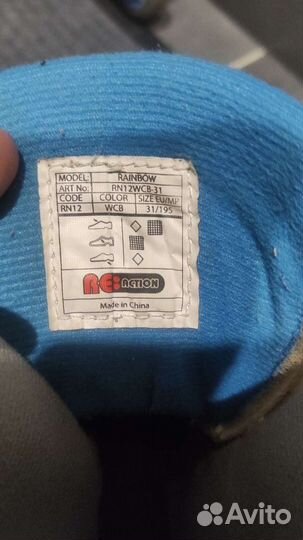 MODEL: RAINBOW
ART No: RN12WCB-31
CODE COLOR SIZE EU/MP
RN12 WCB 31/195
RE:ACTION
Made in China
Avito